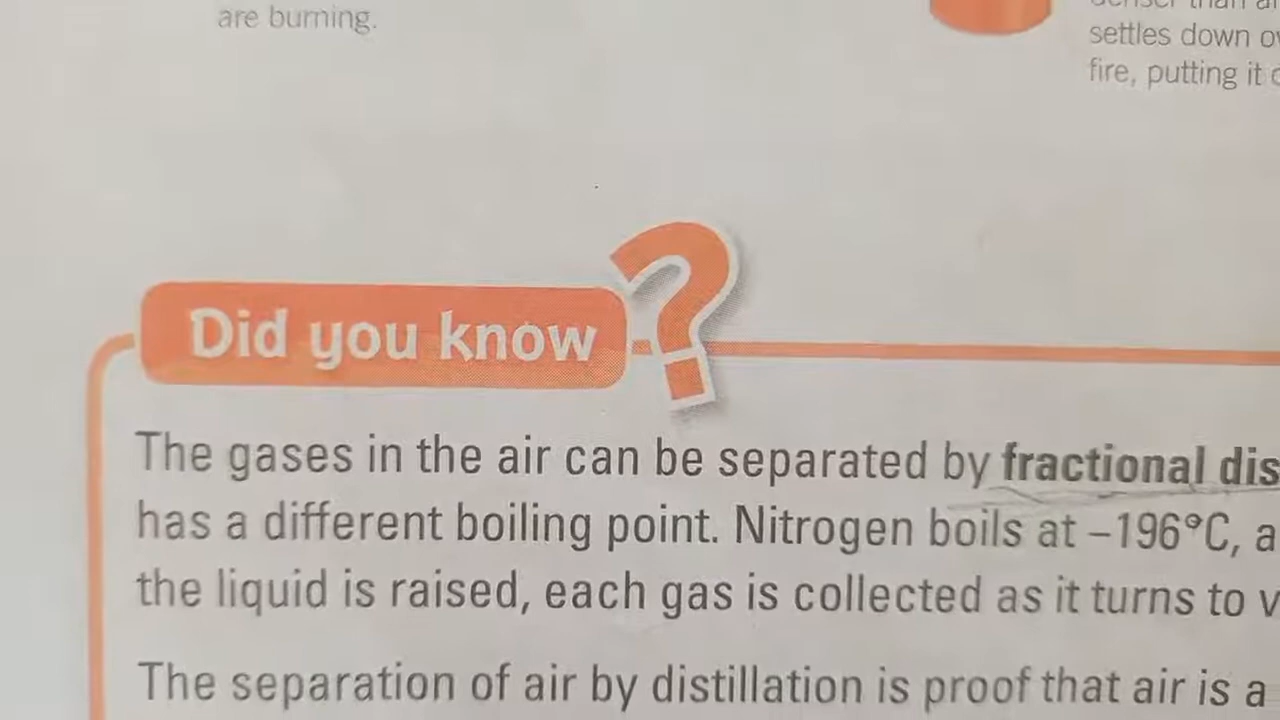 are burning.
settles down
fire, putting it
Did you know?
The gases in the air can be separated by fractional
has a different boiling point. Nitrogen boils at –196°C,
the liquid is raised, each gas is collected as it turns to
The separation of air by distillation is proof that air is a